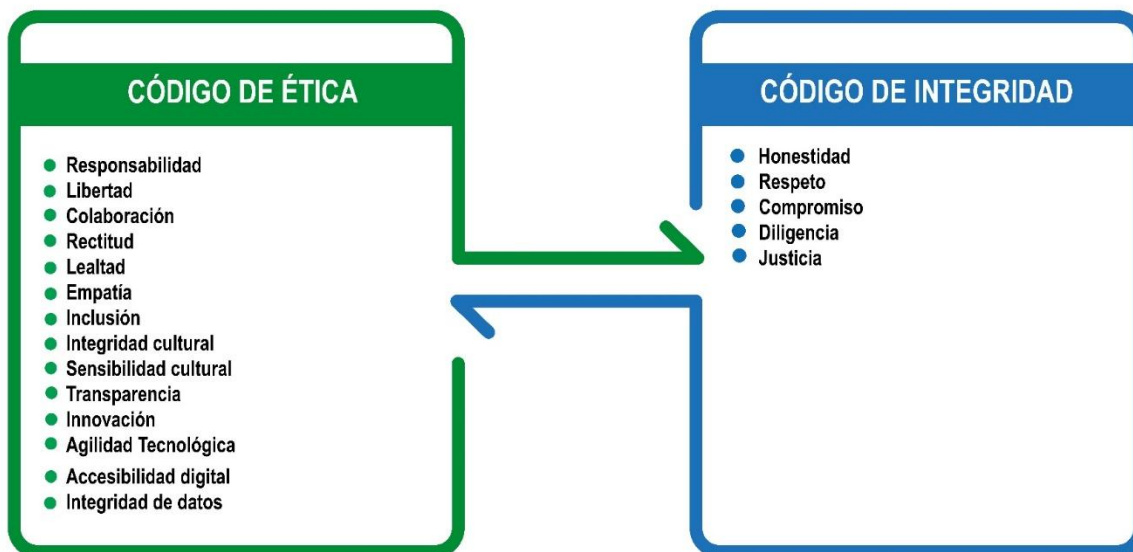 CÓDIGO DE ÉTICA
Responsabilidad
Libertad
Colaboración
Rectitud
Lealtad
Empatía
Inclusión
Integridad cultural
Sensibilidad cultural
Transparencia
Innovación
Agilidad Tecnológica
Accesibilidad digital
Integridad de datos
CÓDIGO DE INTEGRIDAD
Honestidad
Respeto
Compromiso
Diligencia
Justicia